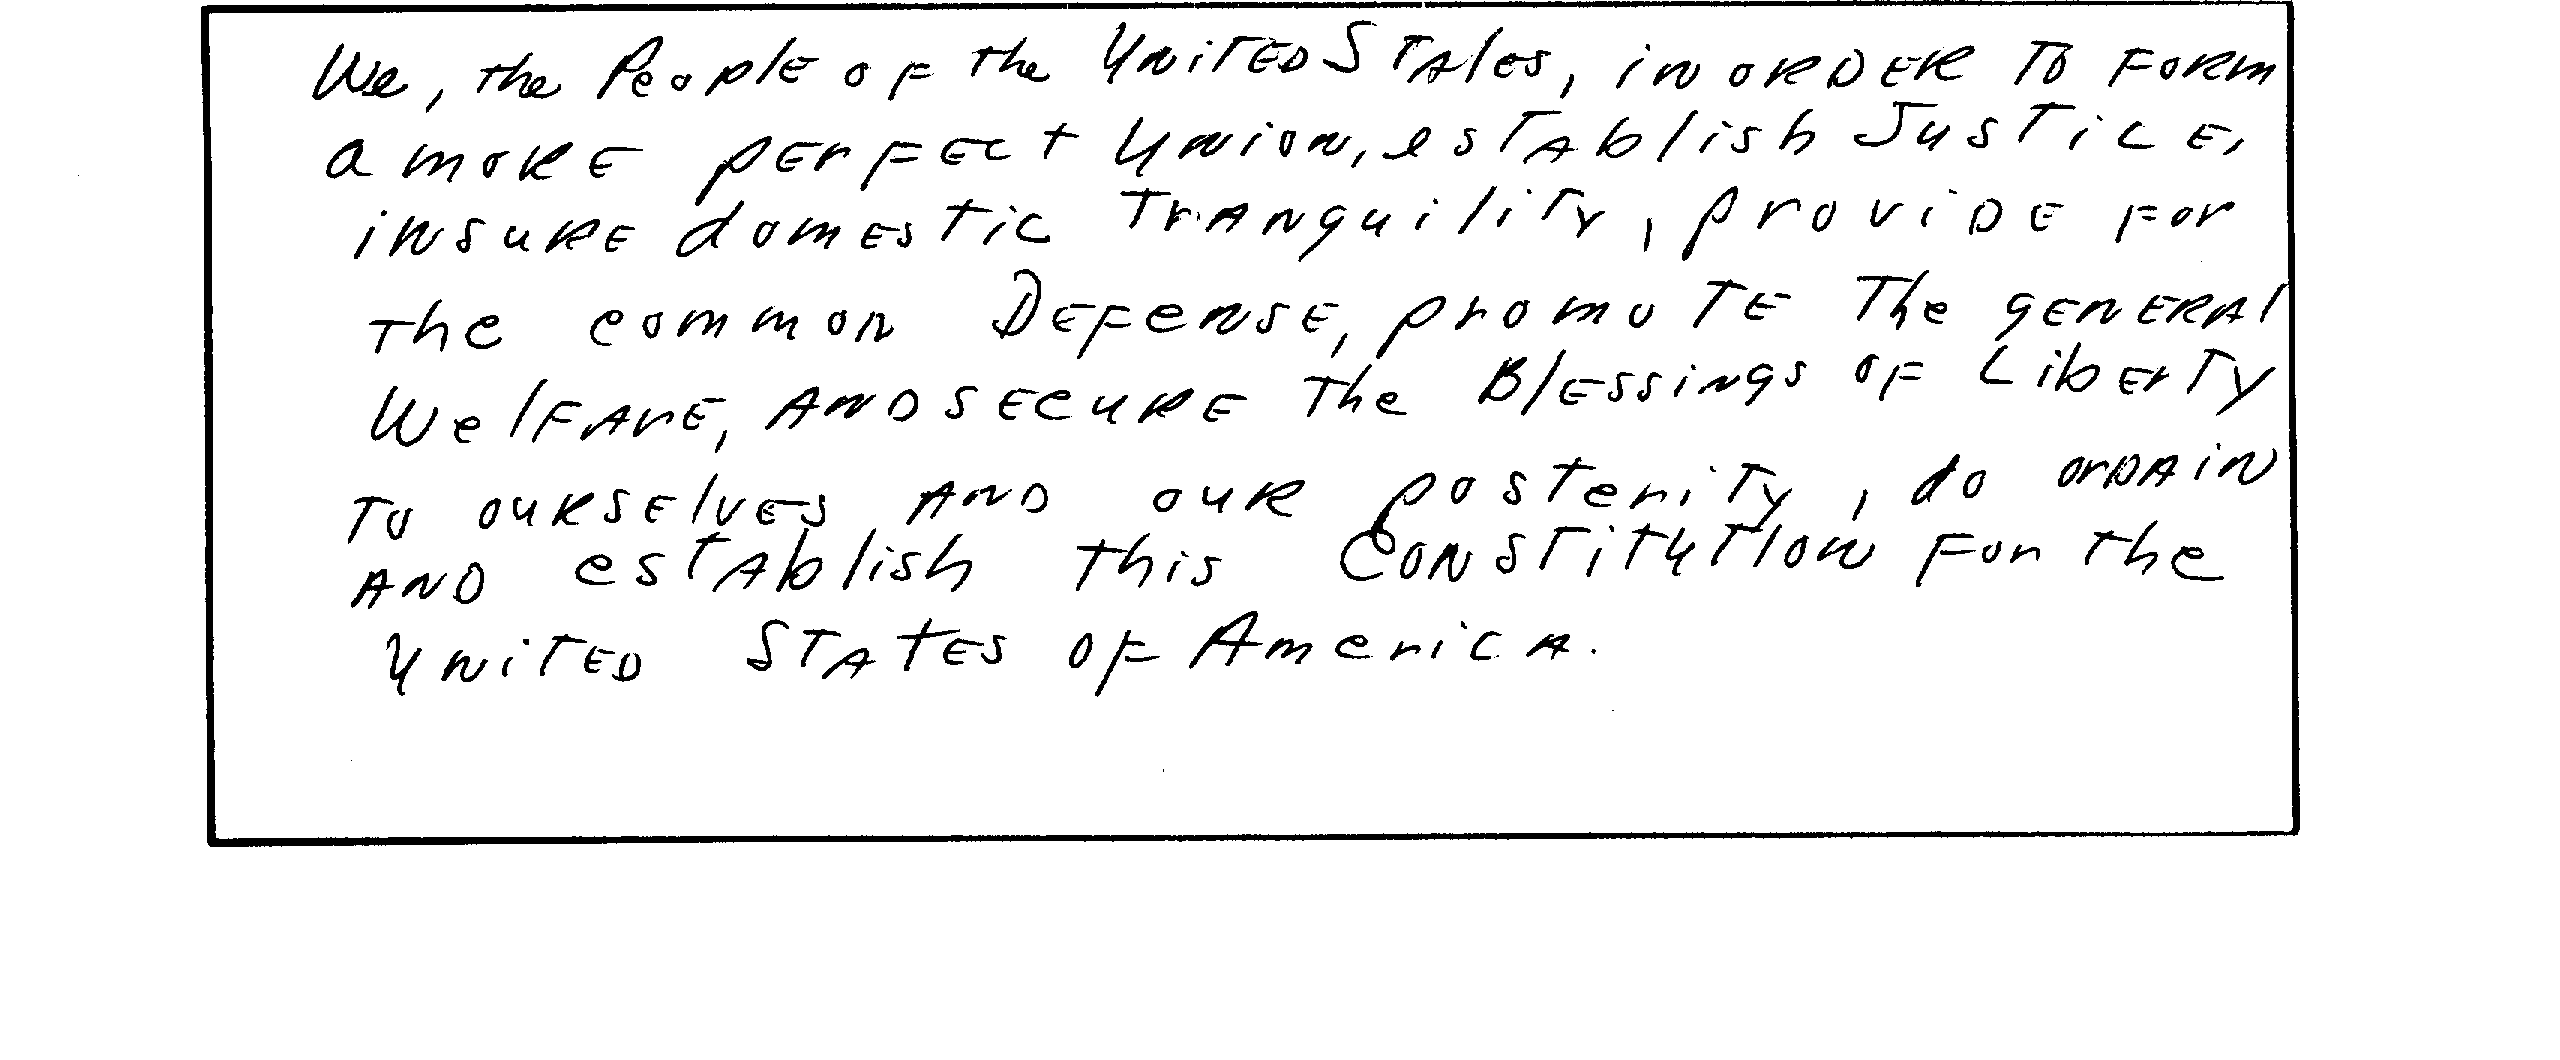 We, the People of the United States, in order to form
a more perfect Union, establish Justice,
insure domestic Tranquility, provide for
the common Defense, promote the general
Welfare, and secure the Blessings of Liberty
to ourselves and our posterity, do ordain
and establish this Constitution for the
United States of America.